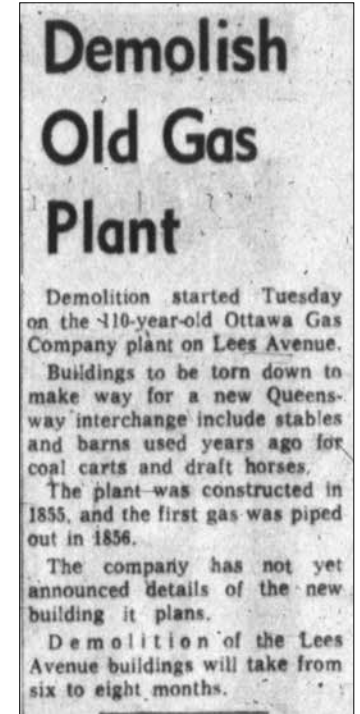 Demolish
Old Gas
Plant
Demolition started Tuesday
on the 110-year-old Ottawa Gas
Company plant on Lees Avenue.
Buildings to be torn down to
make way for a new Queens-
way interchange include stables
and barns used years ago for
coal carts and draft horses.
The plant was constructed in
1855, and the first gas was piped
out in 1856.
The company has not yet
announced details of the new
building it plans.
Demolition of the Lees
Avenue buildings will take from
six to eight months.